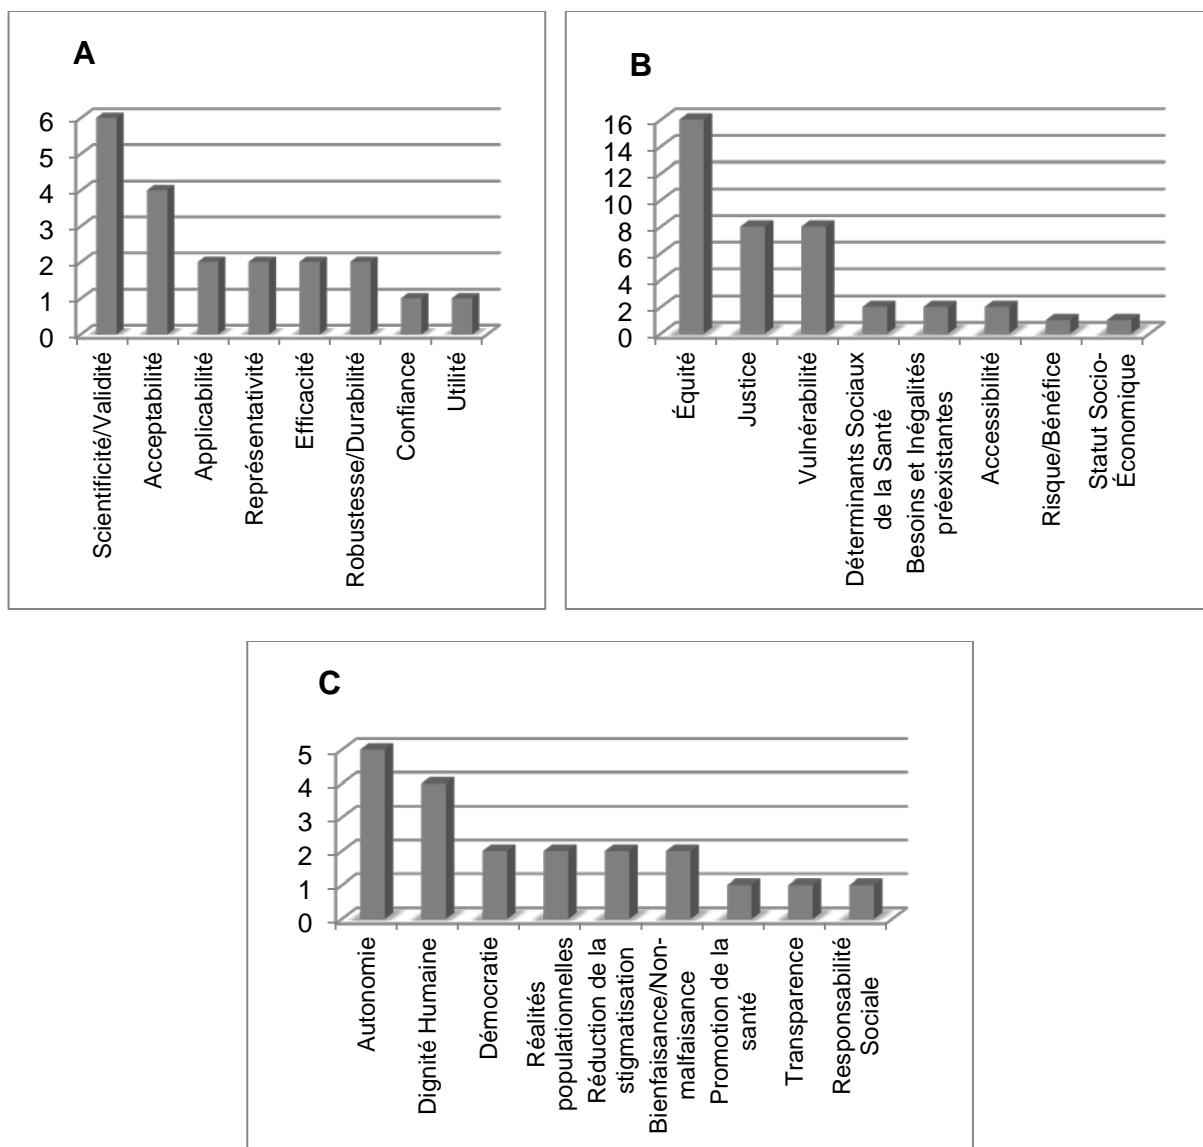 A
6
5
4
3
2
1
0
Scientificité/Validité
Acceptabilité
Applicabilité
Représentativité
Efficacité
Robustesse/Durabilité
Confiance
Utilité
B
16
14
12
10
8
6
4
2
0
Équité
Justice
Vulnérabilité
Déterminants Sociaux
de la Santé
Besoins et Inégalités
préexistantes
Accessibilité
Risque/Bénéfice
Statut Socio-
Économique
C
5
4
3
2
1
0
Autonomie
Dignité Humaine
Démocratie
Réalités
populationnelles
Réduction de la
stigmatisation
Bienfaisance/Non-
malfaisance
Promotion de la
santé
Transparence
Responsabilité
Sociale